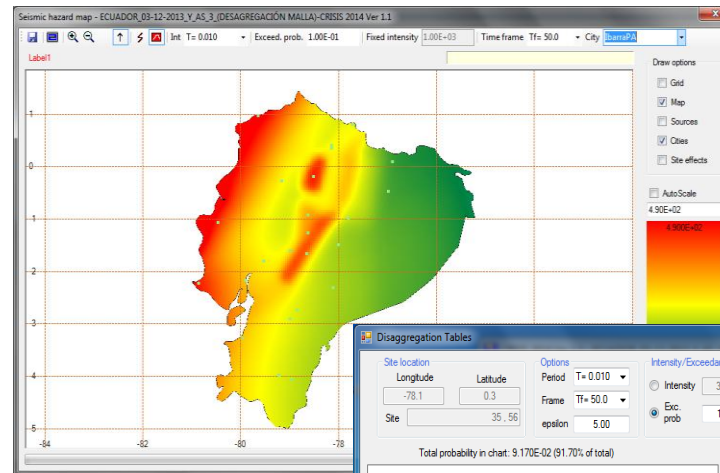 Seismic hazard map - ECUADOR_03-12-2013_Y_AS_3_(DESAGREGACIÓN MALLA)-CRISIS 2014 Ver 1.1
Int T= 0.010 Exceed. prob. 1.00E-01 Fixed intensity 1.00E+03 Time frame Tf= 50.0 City IbarraPA
Label1
Draw options
Grid
Map
Sources
Cities
Site effects
AutoScale
4.90E+02
4.900E+02
1
0
1
2
3
4
5
-84 -82 -80 -78
Disaggregation Tables
Site location Options Intensity/Exceedan
Longitude Latitude Period T= 0.010 Intensity 3
-78.1 0.3 Frame Tf= 50.0 Exc. prob 1
Site 35 , 56 epsilon 5.00
Total probability in chart: 9.170E-02 (91.70% of total)